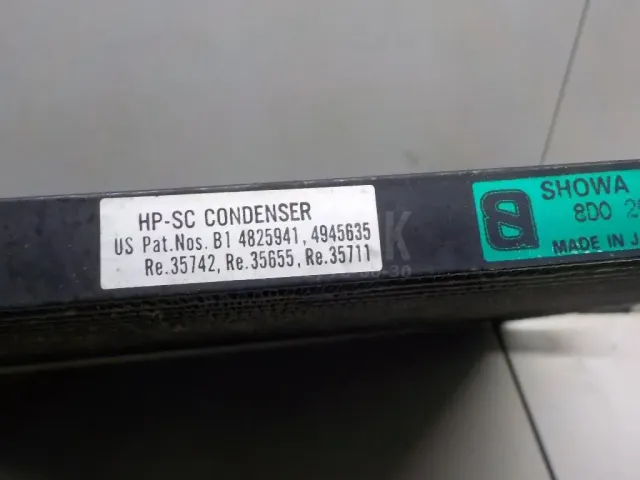 HP-SC CONDENSER
US Pat.Nos. B1 4825941, 4945635
Re.35742, Re.35655, Re.35711
SHOWA
8D0
MADE IN J